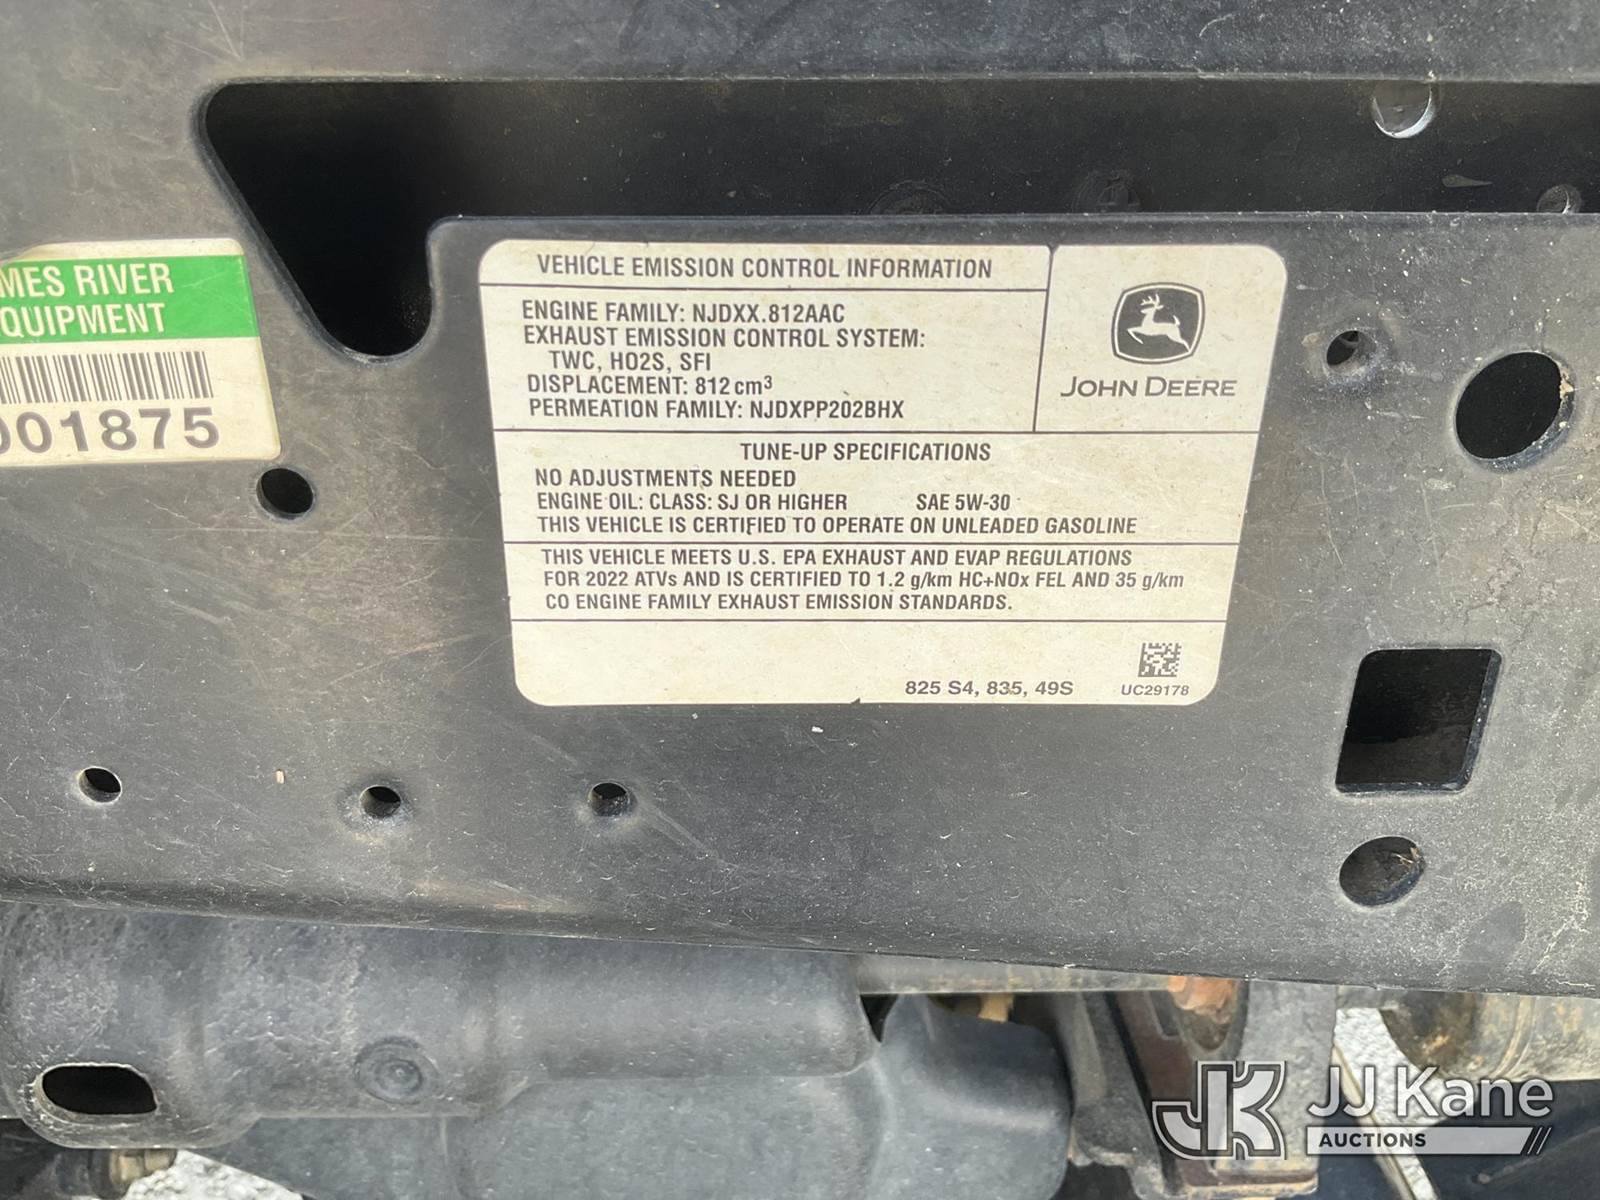 MES RIVER
QUIPMENT
001875
VEHICLE EMISSION CONTROL INFORMATION
ENGINE FAMILY: NJDXX.812AAC
EXHAUST EMISSION CONTROL SYSTEM:
TWC, HO2S, SFI
DISPLACEMENT: 812 cm³
PERMEATION FAMILY: NJDXPP202BHX
JOHN DEERE
TUNE-UP SPECIFICATIONS
NO ADJUSTMENTS NEEDED
ENGINE OIL: CLASS: SJ OR HIGHER SAE 5W-30
THIS VEHICLE IS CERTIFIED TO OPERATE ON UNLEADED GASOLINE
THIS VEHICLE MEETS U.S. EPA EXHAUST AND EVAP REGULATIONS
FOR 2022 ATVs AND IS CERTIFIED TO 1.2 g/km HC+NOx FEL AND 35 g/km
CO ENGINE FAMILY EXHAUST EMISSION STANDARDS.
825 S4, 835, 49S UC29178
JK JJ Kane
AUCTIONS